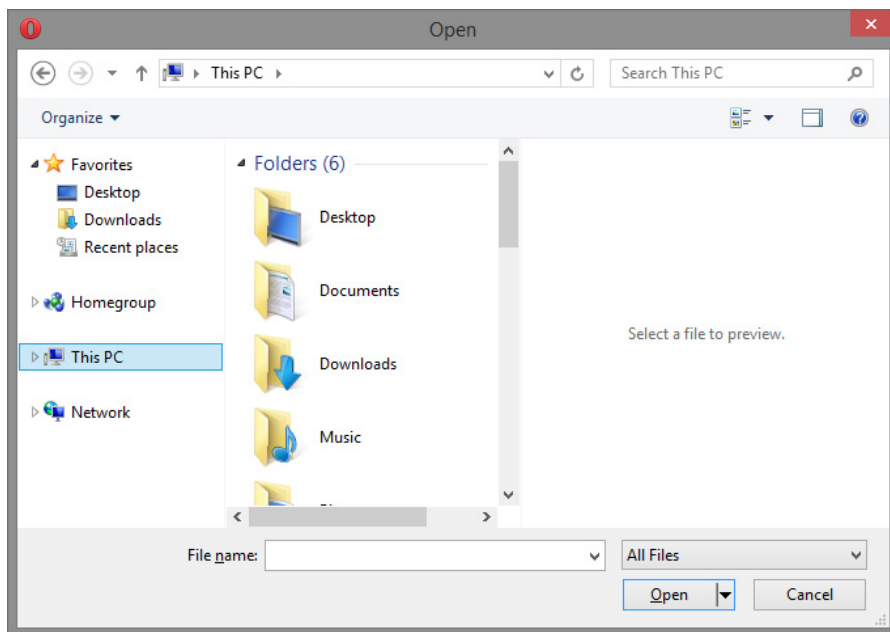 Open
This PC
Search This PC
Organize
Favorites
Desktop
Downloads
Recent places
Homegroup
This PC
Network
Folders (6)
Desktop
Documents
Downloads
Music
Select a file to preview.
File name:
All Files
Open
Cancel